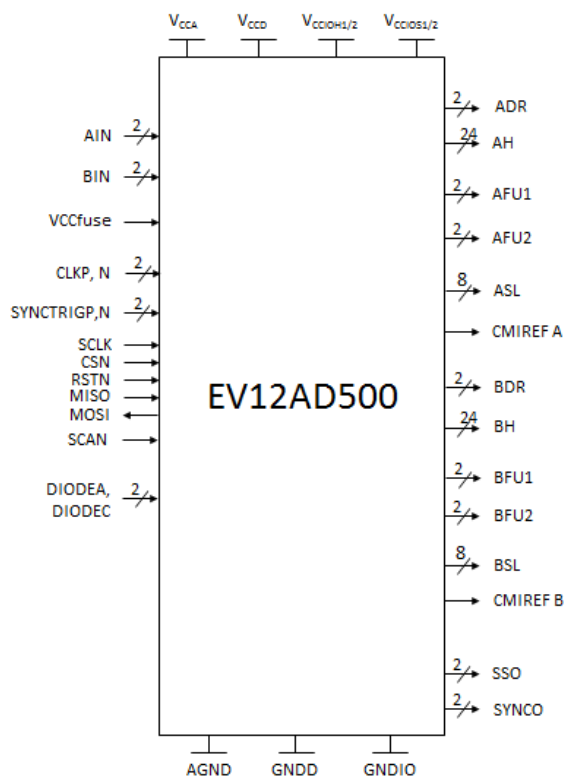 VCCA VCCD VCCIOH1/2 VCCIOS1/2
2 ADR
24 AH
AIN 2
BIN 2
2 AFU1
VCCfuse
2 AFU2
CLKP, N 2
8 ASL
SYNCTRIGP,N 2
CMIREF A
SCLK
CSN
RSTN
MISO
MOSI
SCAN
EV12AD500
2 BDR
24 BH
2 BFU1
DIODEA, 2
DIODEC
2 BFU2
8 BSL
CMIREF B
2 SSO
2 SYNCO
AGND GNDD GNDIO